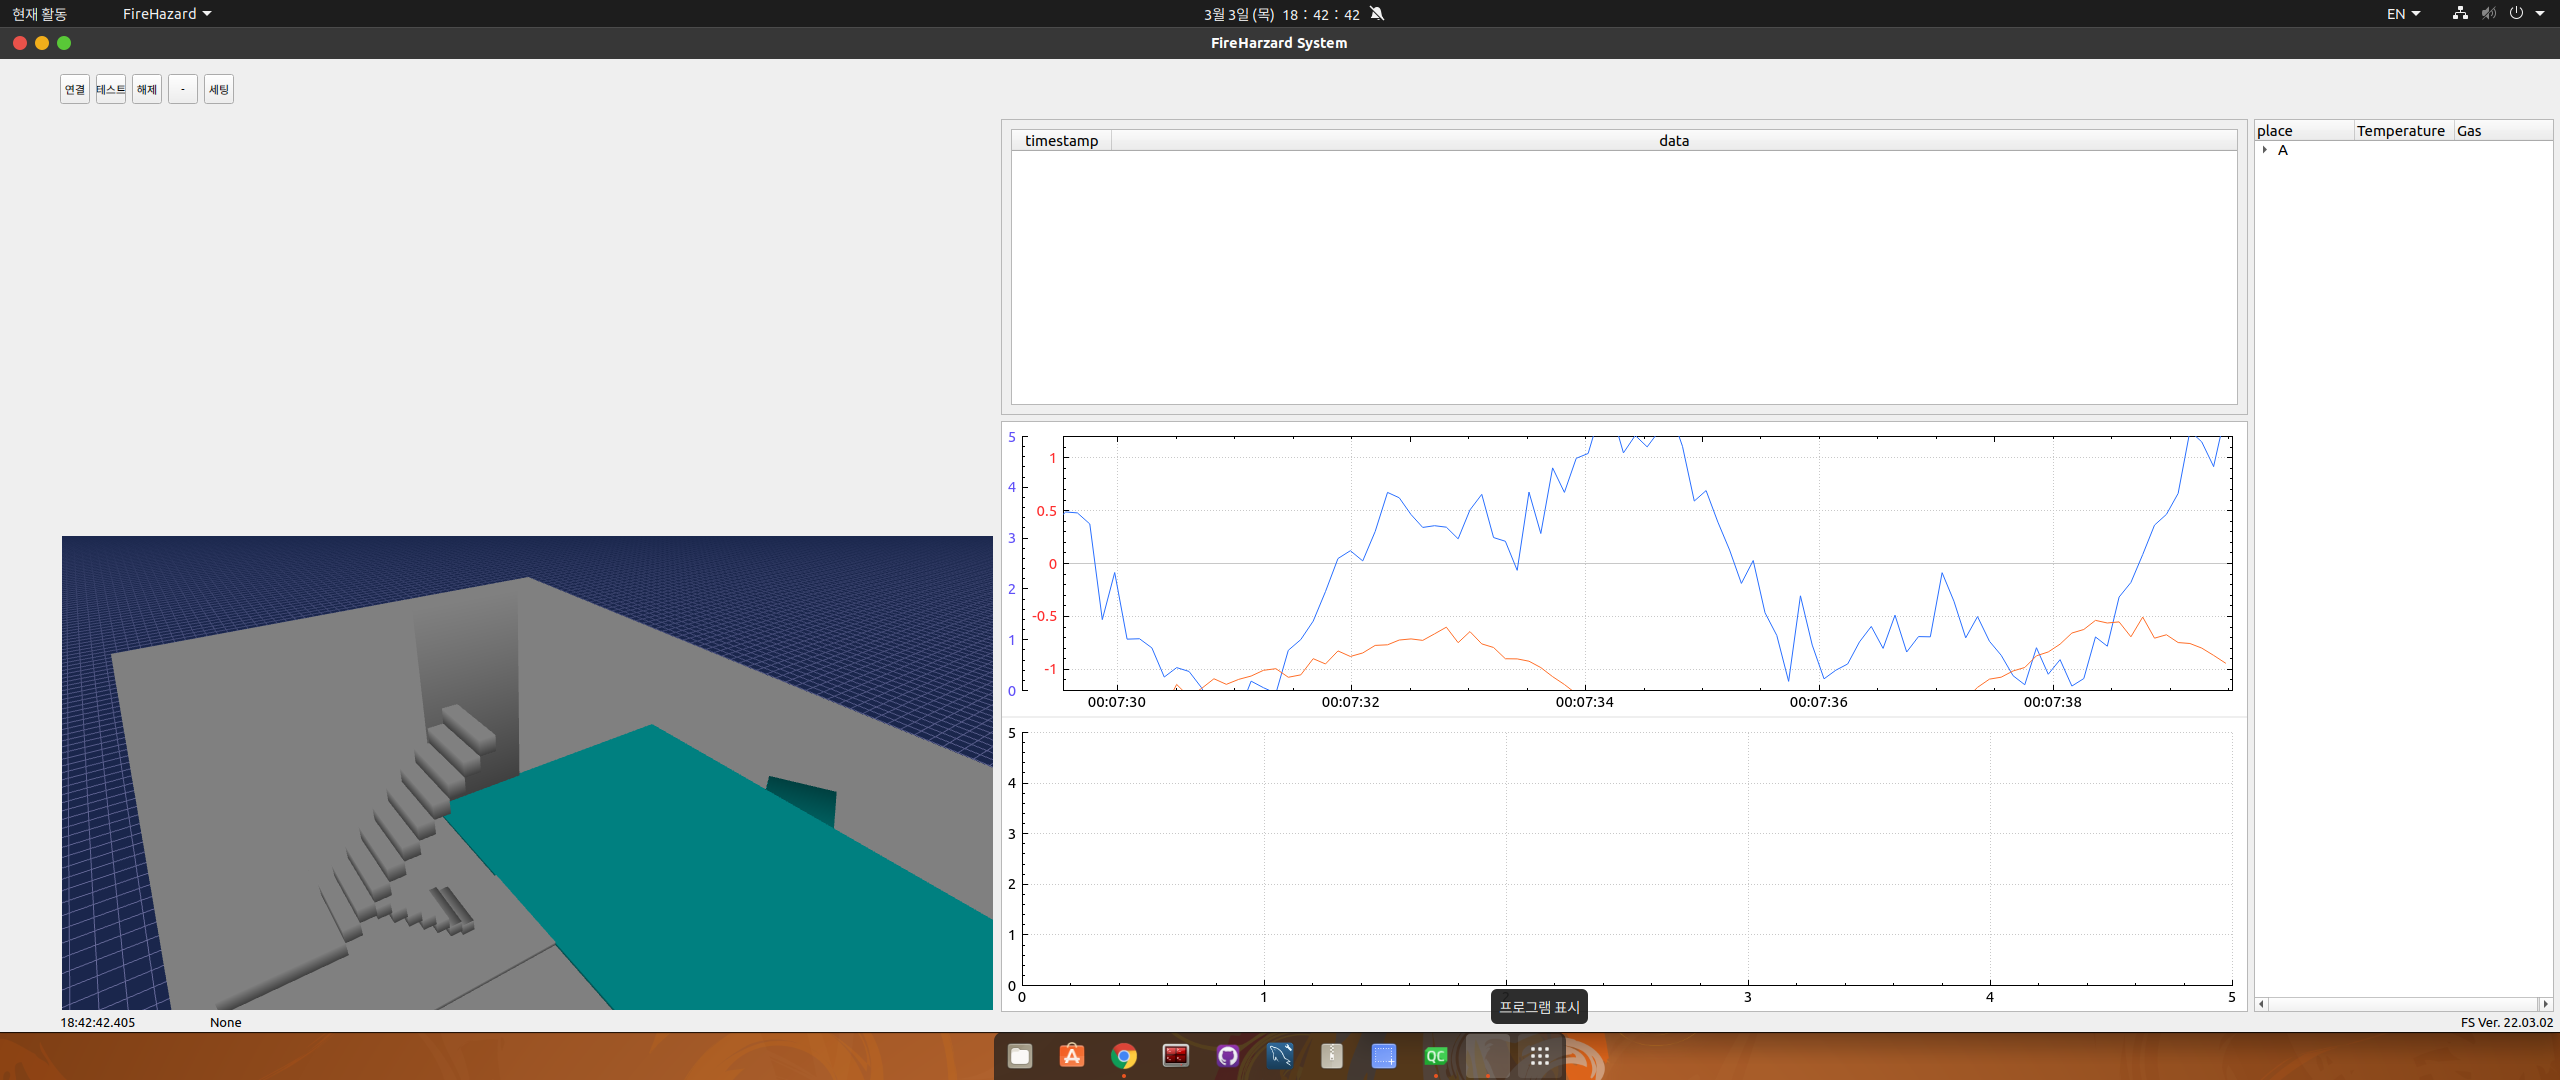 현재 활동 FireHazard 3월 3일 (목) 18 : 42 : 42 EN
FireHarzard System
연결 테스트 해제 - 세팅
timestamp data
place Temperature Gas
A
5
4
3
2
1
0
1
0.5
0
-0.5
-1
00:07:30 00:07:32 00:07:34 00:07:36 00:07:38
5
4
3
2
1
0
0 1 3 4 5
프로그램 표시
18:42:42.405 None FS Ver. 22.03.02
QC